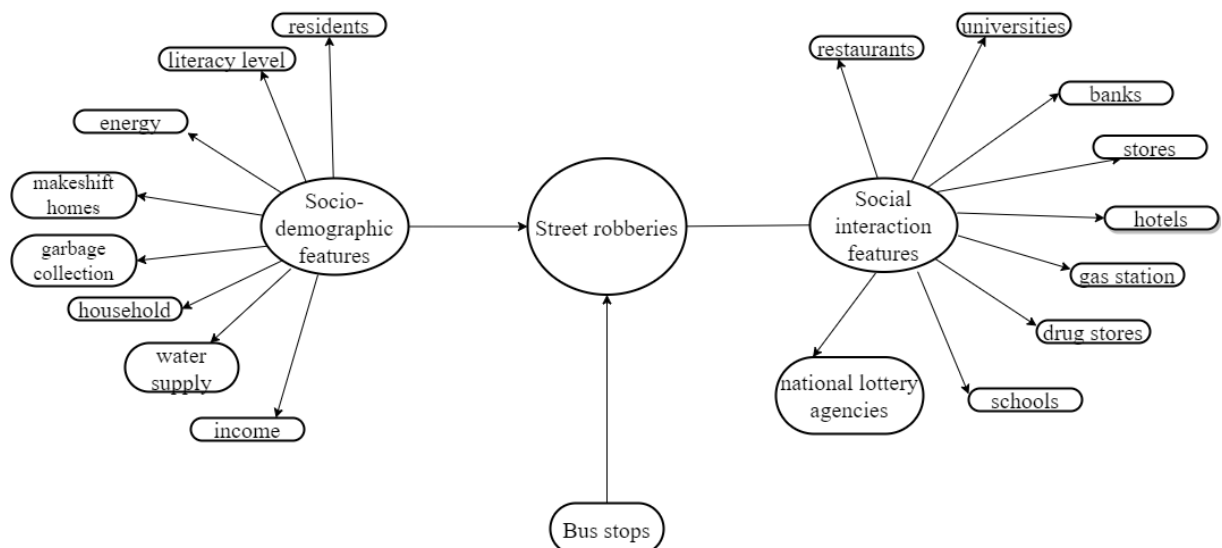 residents
literacy level
energy
makeshift
homes
garbage
collection
household
water
supply
income
Socio-
demographic
features
Street robberies
Bus stops
Social
interaction
features
restaurants
universities
banks
stores
hotels
gas station
drug stores
schools
national lottery
agencies